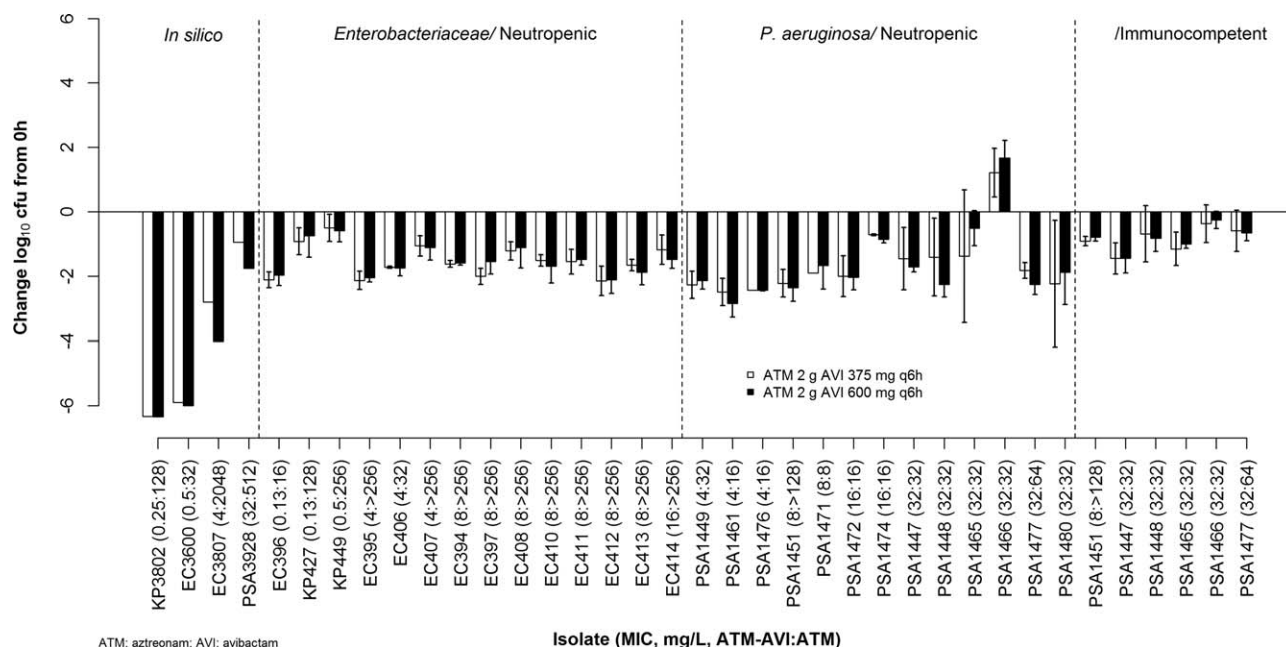 In silico
Enterobacteriaceae/ Neutropenic
P. aeruginosa/ Neutropenic
/Immunocompetent
Change log₁₀ cfu from 0h
6
4
2
0
-2
-4
-6
ATM 2 g AVI 375 mg q6h
ATM 2 g AVI 600 mg q6h
KP3802 (0.25:128)
EC3600 (0.5:32)
EC3807 (4:2048)
PSA3928 (32:512)
EC396 (0.13:16)
KP427 (0.13:128)
KP449 (0.5:256)
EC395 (4:>256)
EC406 (4:32)
EC407 (4:>256)
EC394 (8:>256)
EC397 (8:>256)
EC408 (8:>256)
EC410 (8:>256)
EC411 (8:>256)
EC412 (8:>256)
EC413 (8:>256)
EC414 (16:>256)
PSA1449 (4:32)
PSA1461 (4:16)
PSA1476 (4:16)
PSA1451 (8:>128)
PSA1471 (8:8)
PSA1472 (16:16)
PSA1474 (16:16)
PSA1447 (32:32)
PSA1448 (32:32)
PSA1465 (32:32)
PSA1466 (32:32)
PSA1477 (32:64)
PSA1480 (32:32)
PSA1451 (8:>128)
PSA1447 (32:32)
PSA1448 (32:32)
PSA1465 (32:32)
PSA1466 (32:32)
PSA1477 (32:64)
ATM: aztreonam; AVI: avibactam
Isolate (MIC, mg/L, ATM-AVI:ATM)